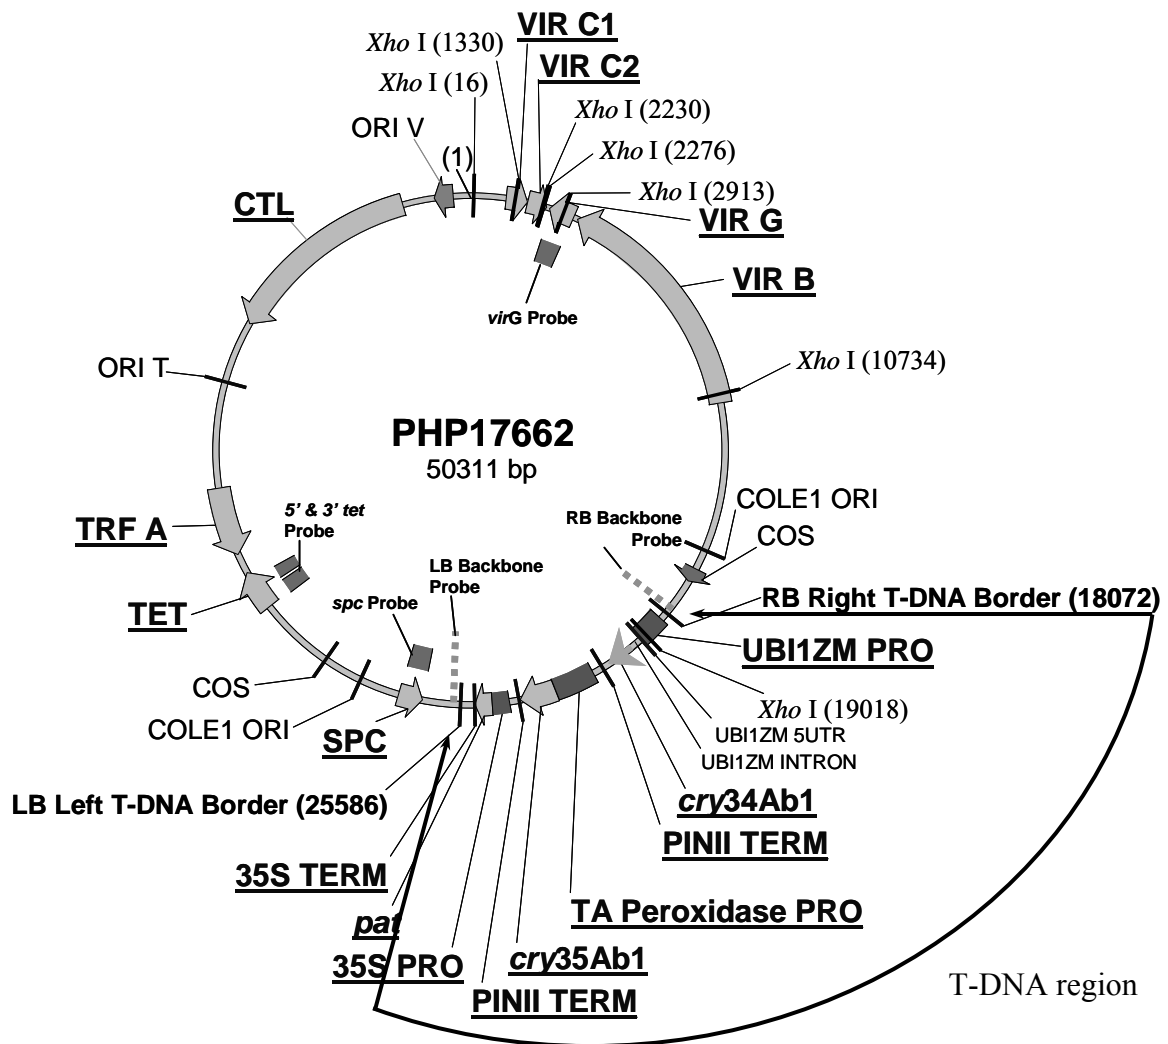 VIR C1
Xho I (1330)
VIR C2
Xho I (16)
Xho I (2230)
ORI V
(1)
Xho I (2276)
Xho I (2913)
CTL
VIR G
VIR B
virG Probe
ORI T
Xho I (10734)
PHP17662
50311 bp
COLE1 ORI
5' & 3' tet
Probe
RB Backbone
Probe
TRF A
COS
LB Backbone
Probe
spc Probe
RB Right T-DNA Border (18072)
TET
UBI1ZM PRO
COS
Xho I (19018)
COLE1 ORI
SPC
UBI1ZM 5UTR
UBI1ZM INTRON
LB Left T-DNA Border (25586)
cry34Ab1
PINII TERM
35S TERM
TA Peroxidase PRO
pat
35S PRO
cry35Ab1
PINII TERM
T-DNA region